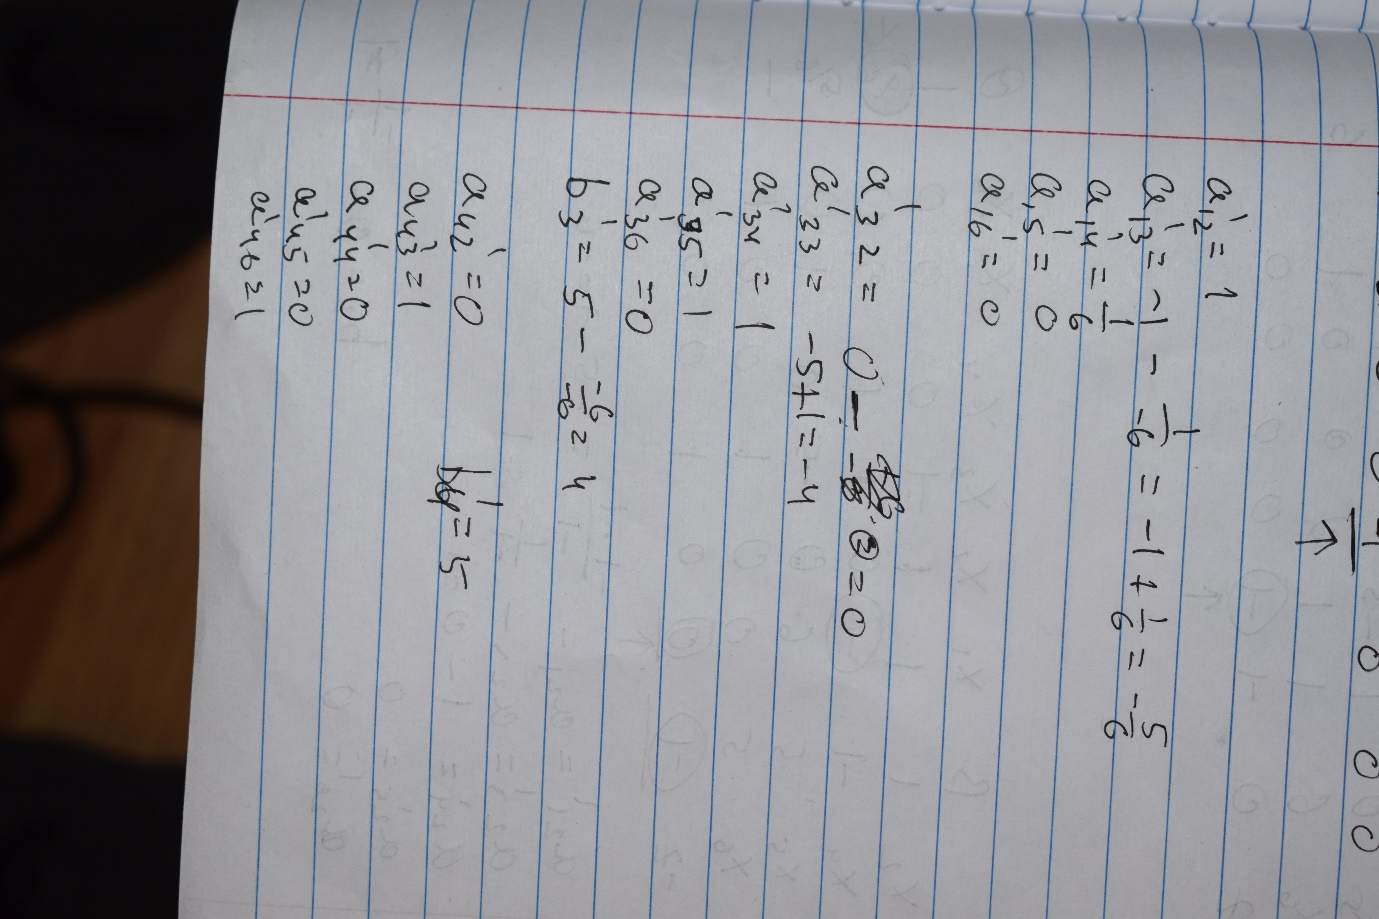 a'12 = 1
a'13 = -1 - 1/-6 = -1 + 1/6 = -5/6
a'14 = 1/6
a'15 = 0
a'16 = 0
a'32 = 0 - = 0
a'33 = -5+1 = -4
a'34 = 1
a'35 = 1
a'36 = 0
b'3 = 5 - -6/-6 = 4
a'42 = 0
a'43 = 1
a'44 = 0
b'4 = 5
a'45 = 0
a'46 = 1